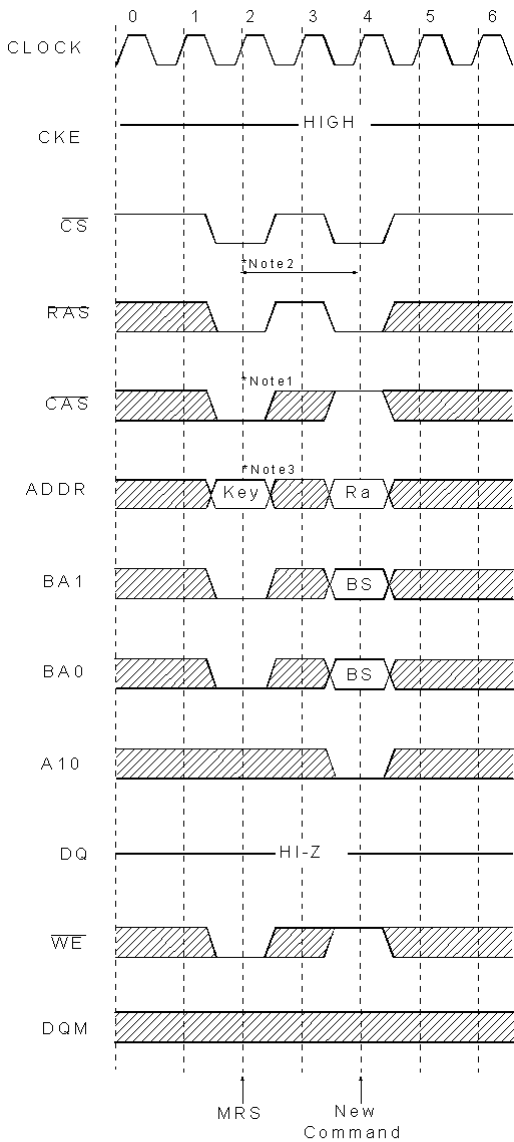 0 1 2 3 4 5 6
CLOCK
CKE HIGH
CS
*Note2
RAS
CAS *Note1
*Note3
ADDR Key Ra
BA1 BS
BA0 BS
A10
DQ HI-Z
WE
DQM
MRS New
Command